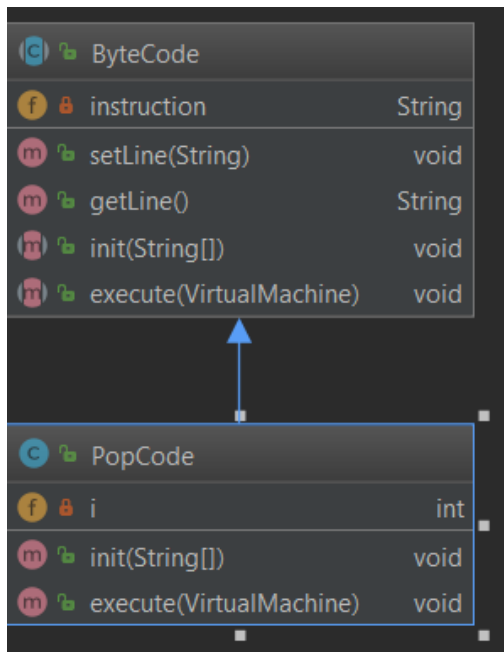 ByteCode
instruction String
setLine(String) void
getLine() String
init(String[]) void
execute(VirtualMachine) void
PopCode
i int
init(String[]) void
execute(VirtualMachine) void